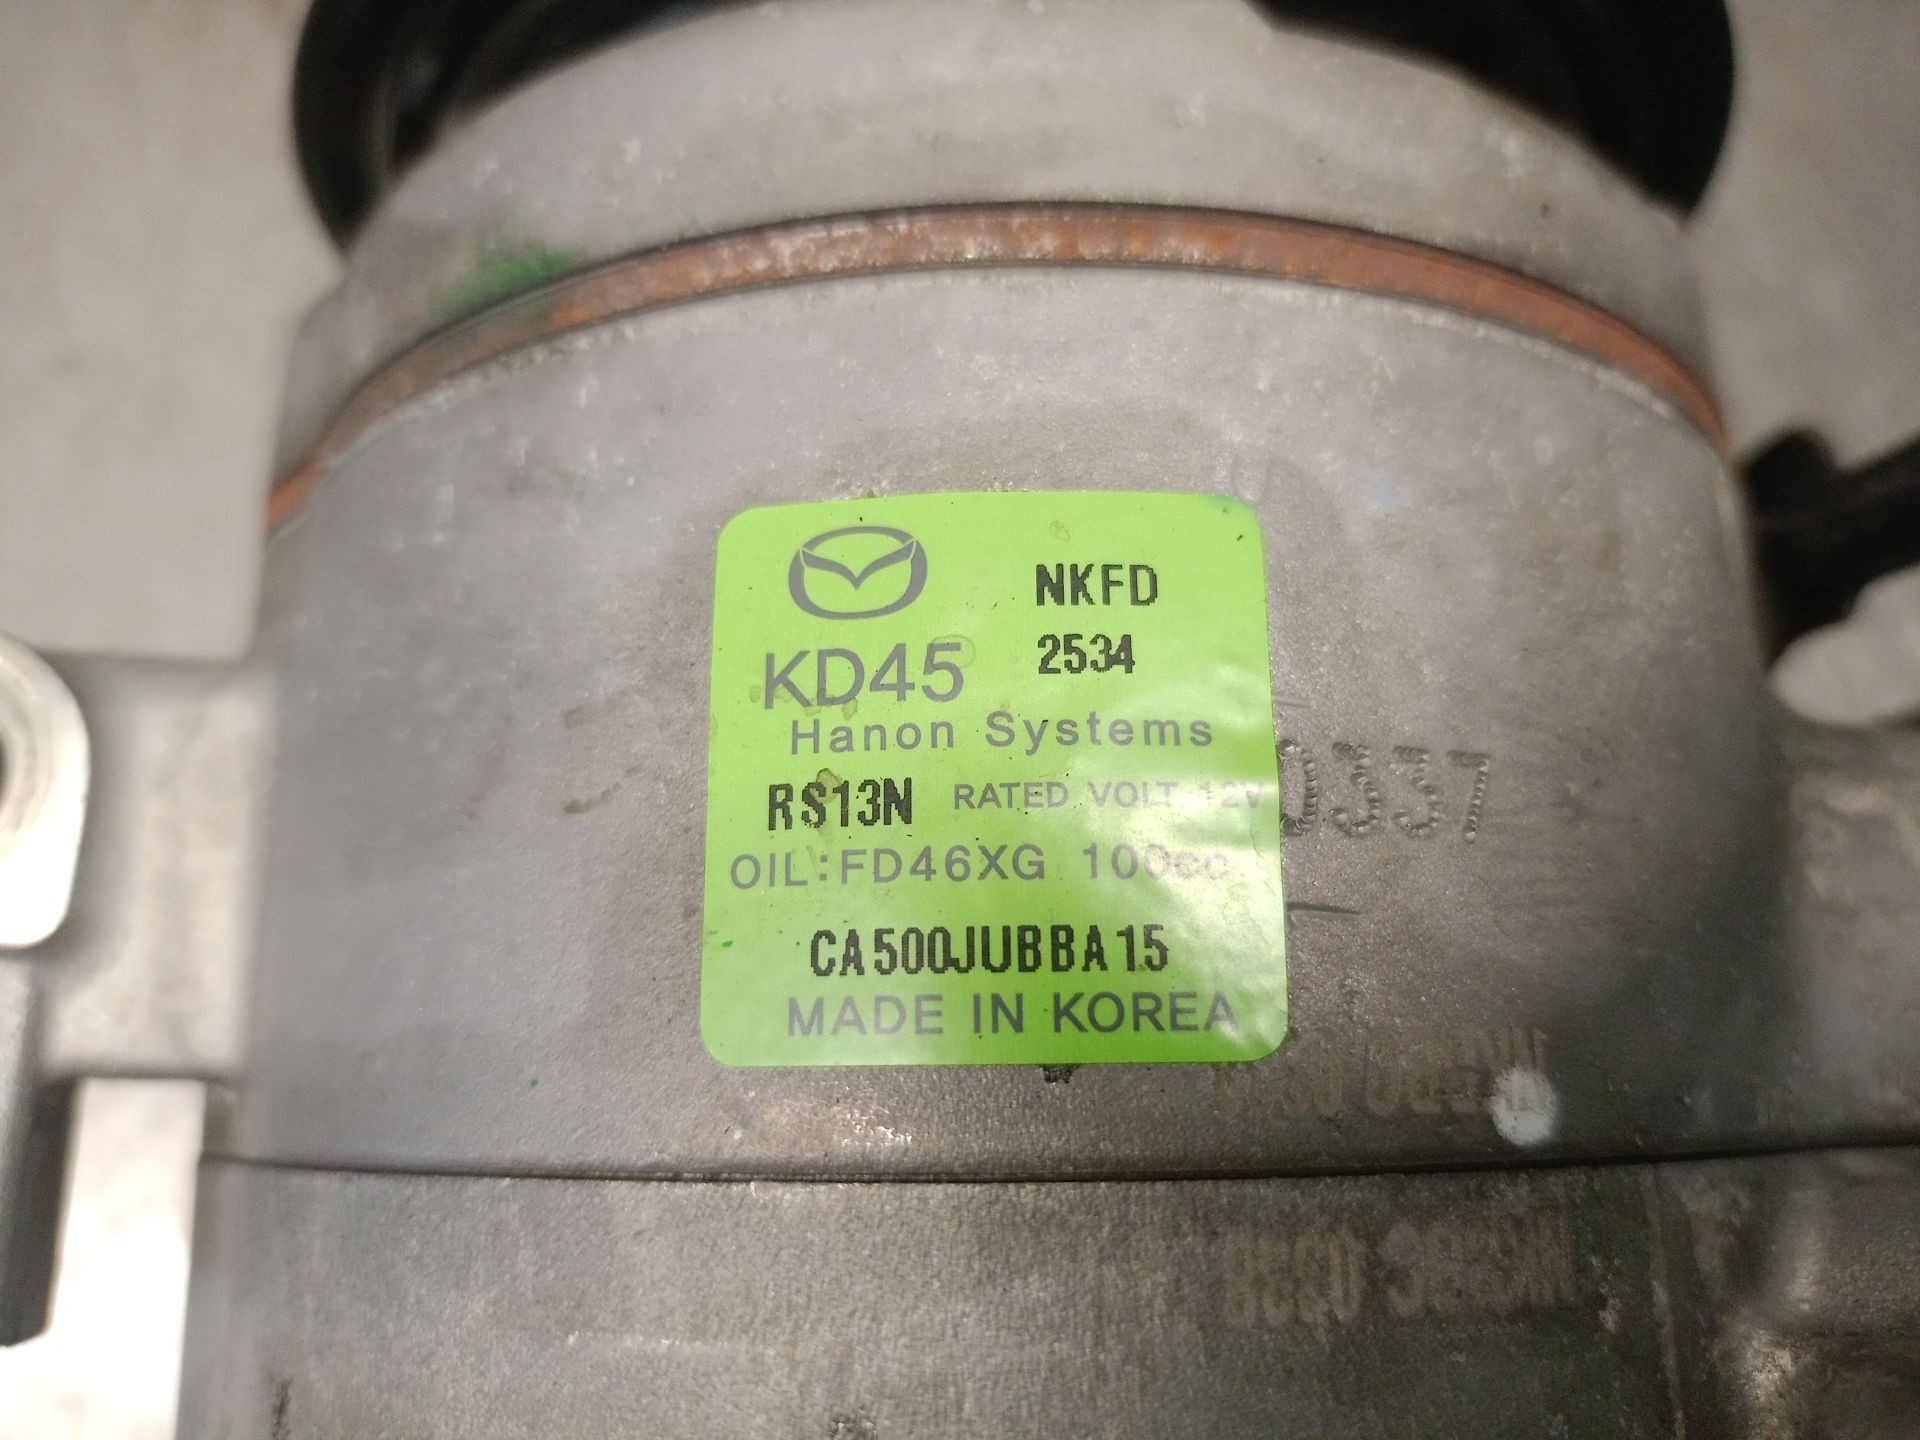 NKFD
KD45 2534
Hanon Systems
RS13N RATED VOLT 12V
OIL:FD46XG 100cc
CA500JUBBA15
MADE IN KOREA